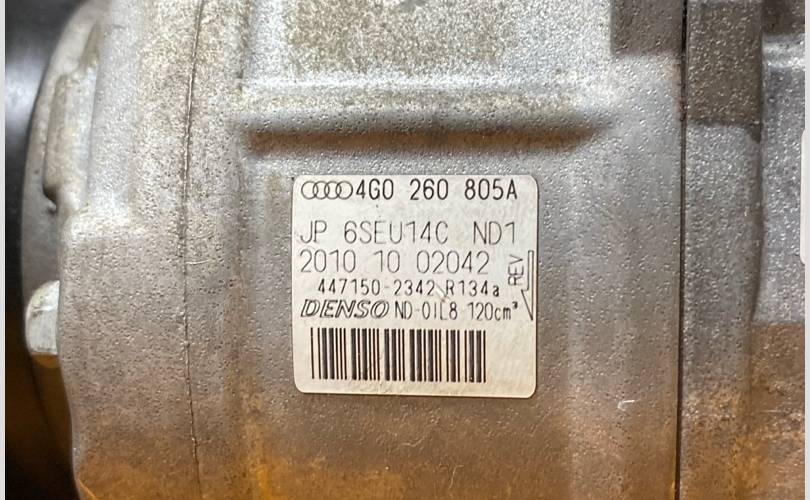 4G0 260 805A
JP 6SEU14C ND1
2010 10 02042
REV
447150-2342 R134a
DENSO ND-OIL8 120cm³